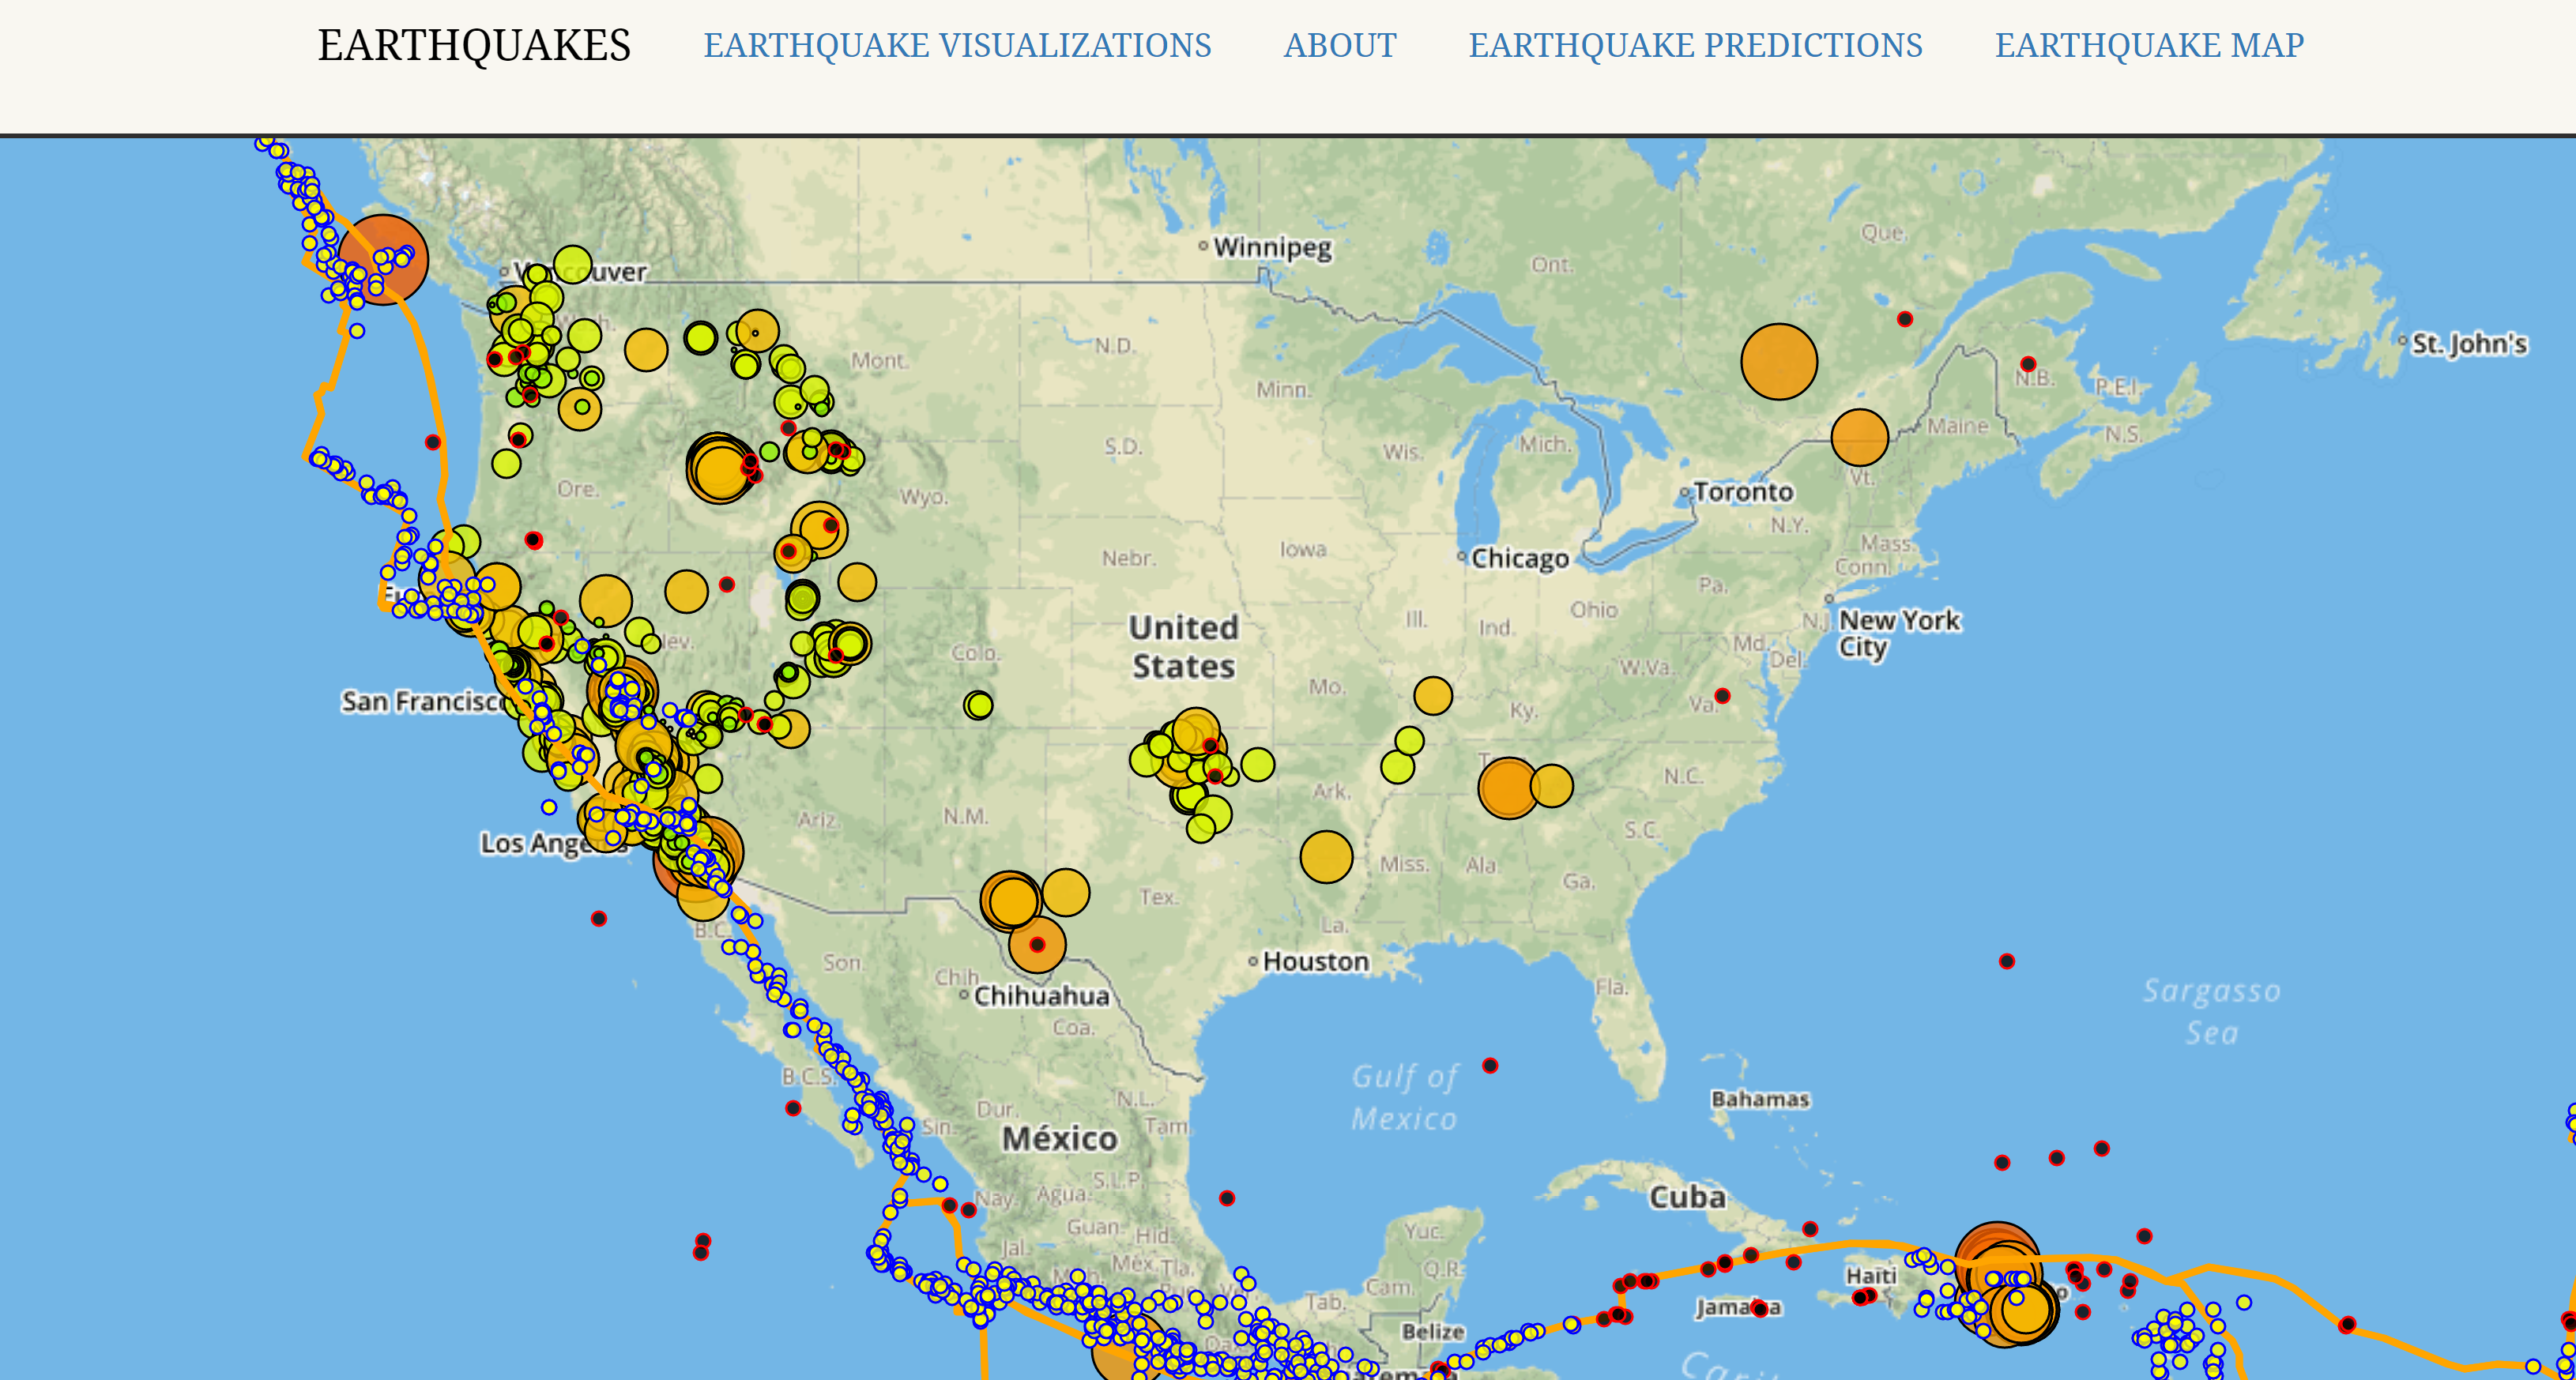 EARTHQUAKES
EARTHQUAKE VISUALIZATIONS
ABOUT
EARTHQUAKE PREDICTIONS
EARTHQUAKE MAP
Winnipeg
Ont.
Que.
St. John's
N.B.
P.E.I.
N.S.
Maine
Mont.
N.D.
Minn.
S.D.
Wis.
Mich.
Vt.
Toronto
N.Y.
Mass.
Conn.
Ore.
Wyo.
Nebr.
Iowa
Chicago
Pa.
Ohio
N.J.
New York
City
United
States
Ill.
Ind.
Md.
Del.
W.Va.
Va.
Colo.
San Francisc
Mo.
Ky.
N.C.
Ark.
S.C.
Ariz.
N.M.
Los Ange
Miss.
Ala.
Ga.
Tex.
La.
B.C.
Son.
Houston
Chih.
Chihuahua
Coa.
Fla.
Sargasso
Sea
Gulf of
Mexico
B.C.S.
N.L.
Bahamas
Dur.
Sin.
México
Tam.
S.L.P.
Nay.
Agua.
Cuba
Guan.
Hid.
Yuc.
Jal.
Méx.
Tla.
Q.R.
Cam.
Tab.
Haiti
Jamaica
Belize